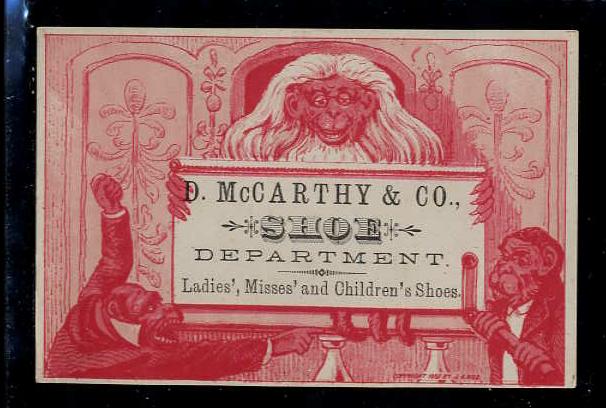 D. McCARTHY & CO.,
SHOE
DEPARTMENT.
Ladies', Misses' and Children's Shoes.